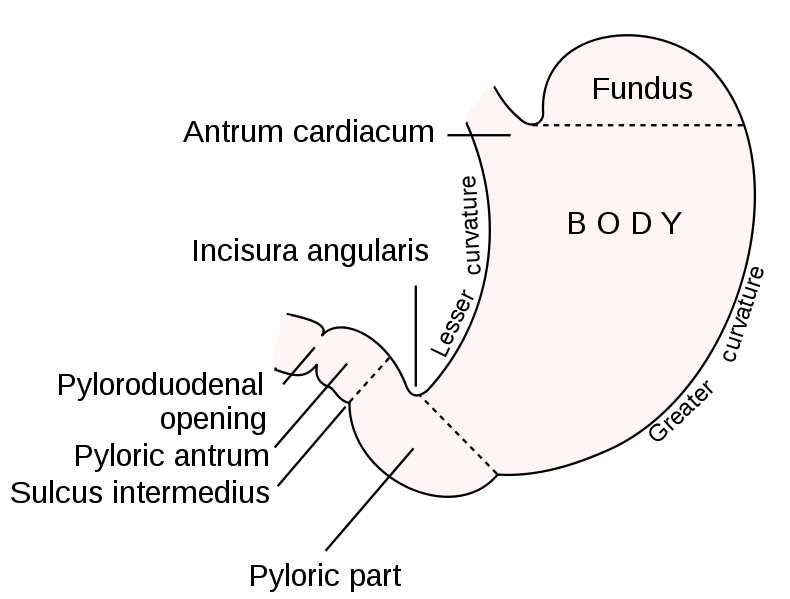 Fundus
Antrum cardiacum
BODY
Lesser curvature
Incisura angularis
Greater curvature
Pyloroduodenal
opening
Pyloric antrum
Sulcus intermedius
Pyloric part